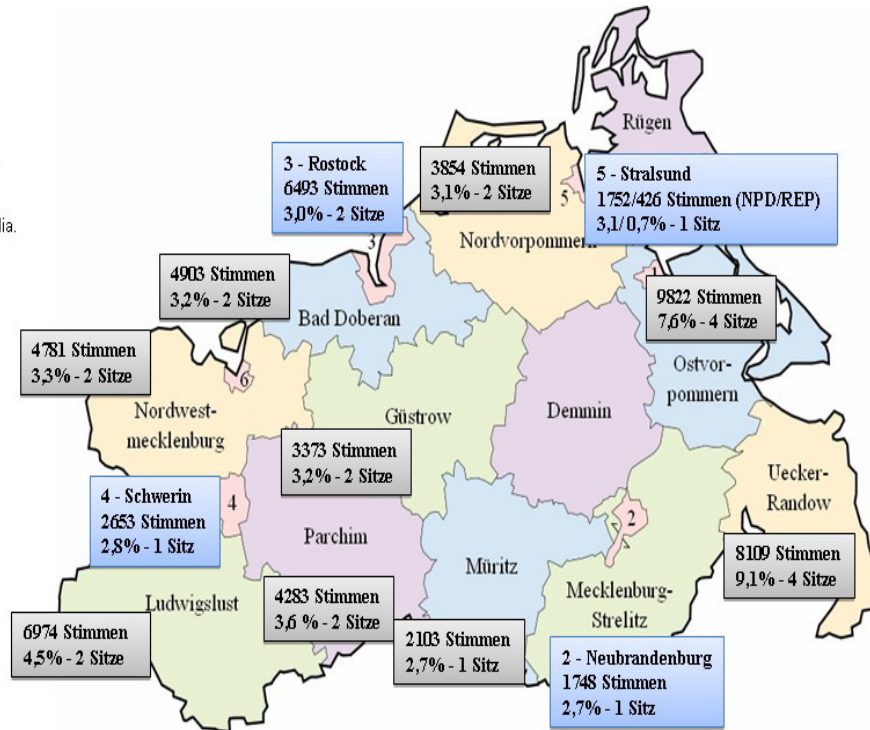 Rügen
3 - Rostock
6493 Stimmen
3,0% - 2 Sitze
3854 Stimmen
3,1% - 2 Sitze
5 - Stralsund
1752/426 Stimmen (NPD/REP)
3,1/0,7% - 1 Sitz
5
dia.
3
Nordvorpommern
4903 Stimmen
3,2% - 2 Sitze
1
9822 Stimmen
7,6% - 4 Sitze
Bad Doberan
4781 Stimmen
3,3% - 2 Sitze
6
Ostvor-
pommern
Nordwest-
mecklenburg
Güstrow
Demmin
3373 Stimmen
3,2% - 2 Sitze
Uecker-
Randow
4 - Schwerin
2653 Stimmen
2,8% - 1 Sitz
4
2
Parchim
Müritz
8109 Stimmen
9,1% - 4 Sitze
Mecklenburg-
Strelitz
Ludwigslust
4283 Stimmen
3,6 % - 2 Sitze
6974 Stimmen
4,5% - 2 Sitze
2103 Stimmen
2,7% - 1 Sitz
2 - Neubrandenburg
1748 Stimmen
2,7% - 1 Sitz